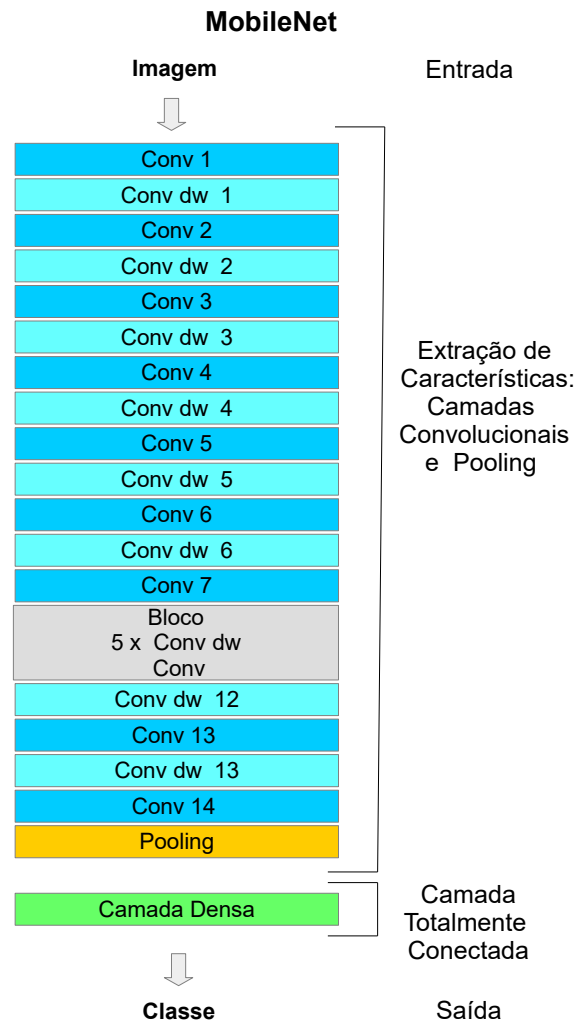 MobileNet
Imagem
Entrada
Conv 1
Conv dw 1
Conv 2
Conv dw 2
Conv 3
Conv dw 3
Conv 4
Conv dw 4
Conv 5
Conv dw 5
Conv 6
Conv dw 6
Conv 7
Bloco
5 x Conv dw
Conv
Conv dw 12
Conv 13
Conv dw 13
Conv 14
Pooling
Extração de
Características:
Camadas
Convolucionais
e Pooling
Camada Densa
Camada
Totalmente
Conectada
Classe
Saída